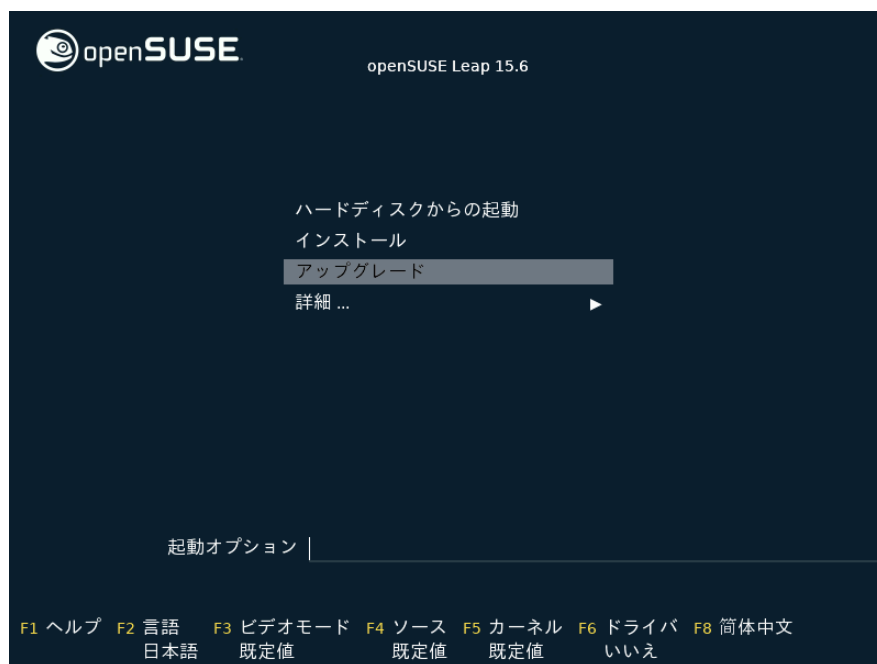 openSUSE.
openSUSE Leap 15.6
ハードディスクからの起動
インストール
アップグレード
詳細 ...
起動オプション
F1 ヘルプ F2 言語 F3 ビデオモード F4 ソース F5 カーネル F6 ドライバ F8 简体中文
日本語 既定値 既定値 既定値 いいえ